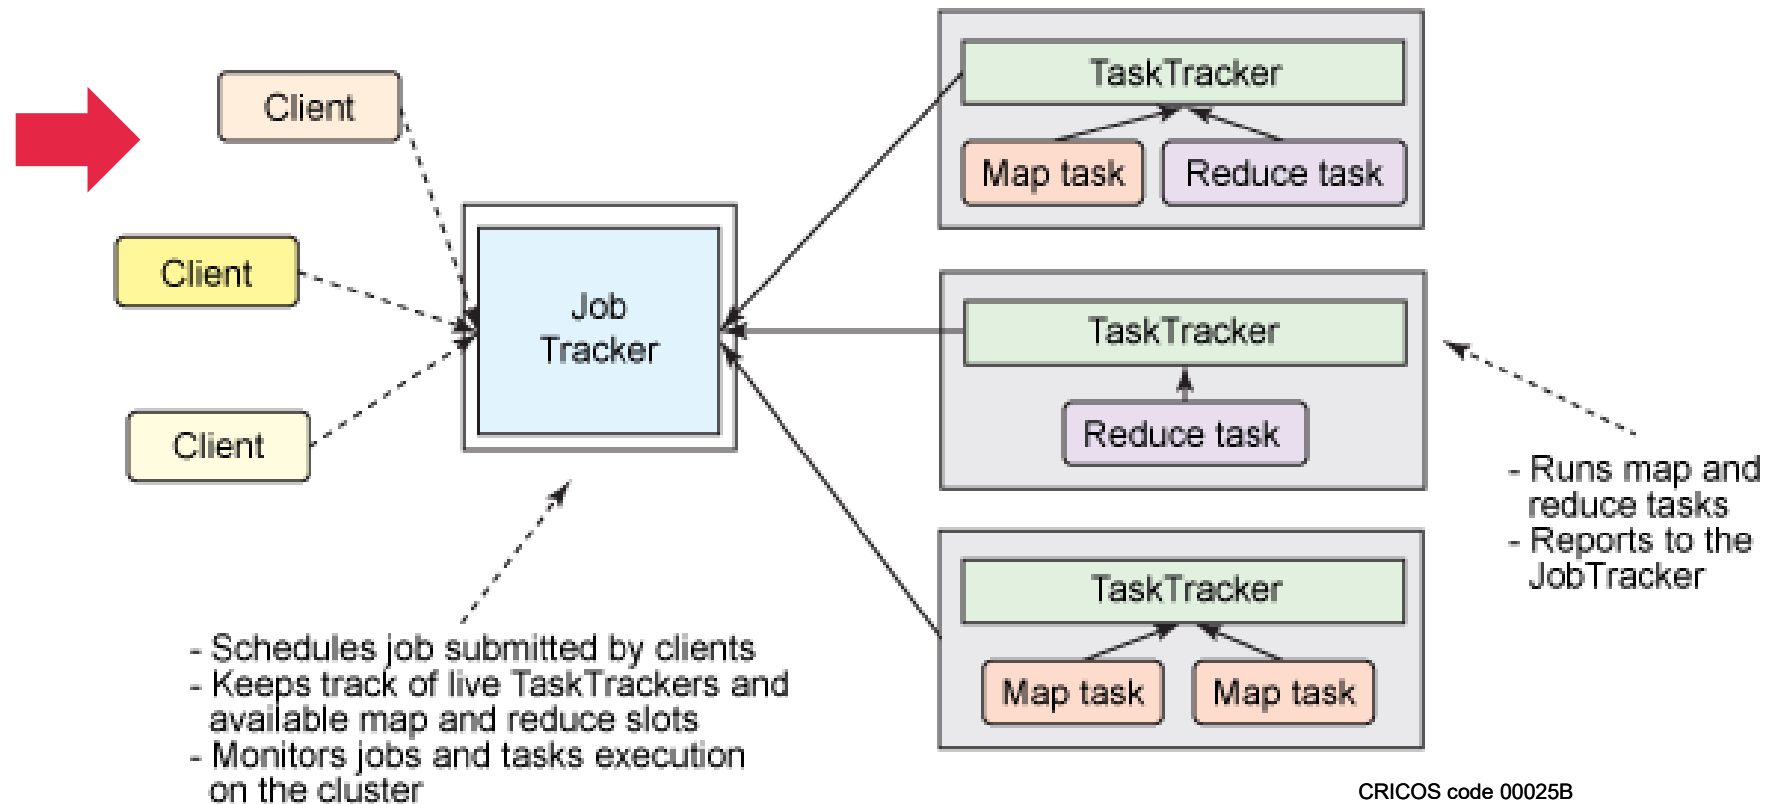 Client
Client
Client
Job
Tracker
TaskTracker
Map task
Reduce task
TaskTracker
Reduce task
TaskTracker
Map task
Map task
- Runs map and
reduce tasks
- Reports to the
JobTracker
- Schedules job submitted by clients
- Keeps track of live TaskTrackers and
available map and reduce slots
- Monitors jobs and tasks execution
on the cluster
CRICOS code 00025B